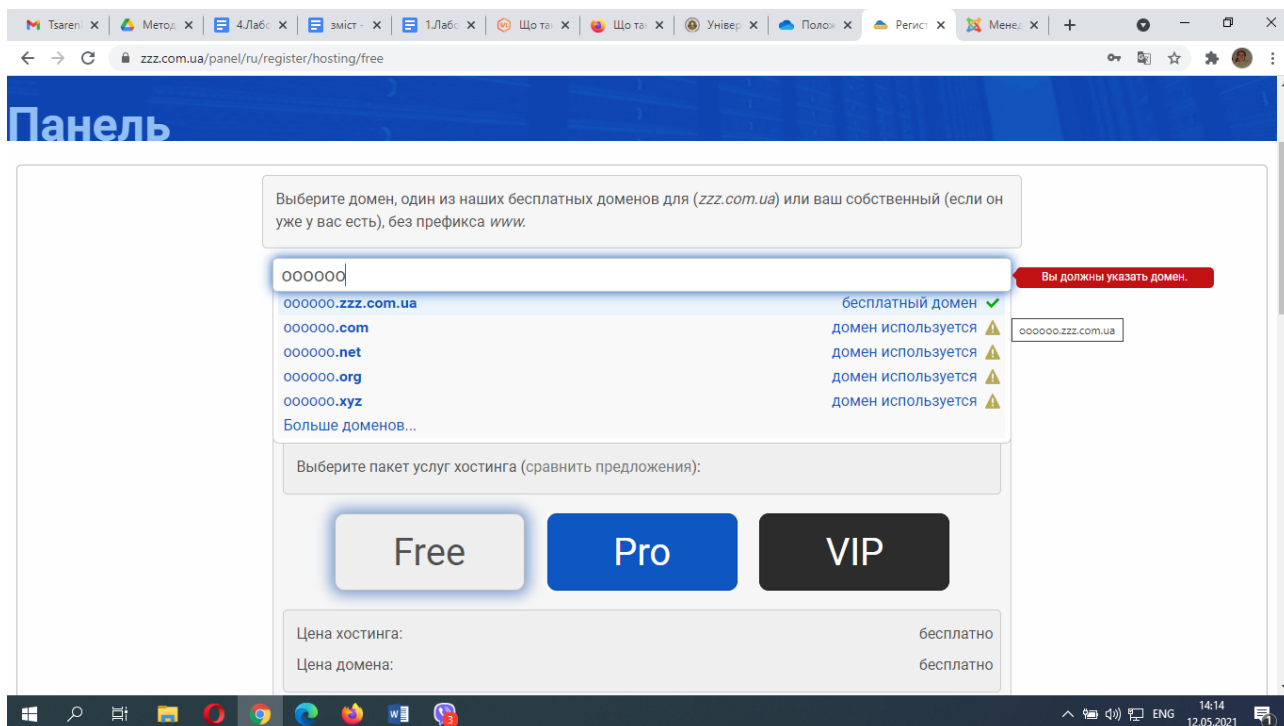 Tsaren
Метод
4.Лабс
зміст -
1.Лабс
Що так
Що так
Універ
Полож
Регист
Менед
zzz.com.ua/panel/ru/register/hosting/free
Панель
Выберите домен, один из наших бесплатных доменов для (zzz.com.ua) или ваш собственный (если он
уже у вас есть), без префикса www.
oooooo
Вы должны указать домен.
oooooo.zzz.com.ua бесплатный домен
oooooo.com домен используется
oooooo.zzz.com.ua
oooooo.net домен используется
oooooo.org домен используется
oooooo.xyz домен используется
Больше доменов...
Выберите пакет услуг хостинга (сравнить предложения):
Free Pro VIP
Цена хостинга: бесплатно
Цена домена: бесплатно
3
ENG
14:14
12.05.2021